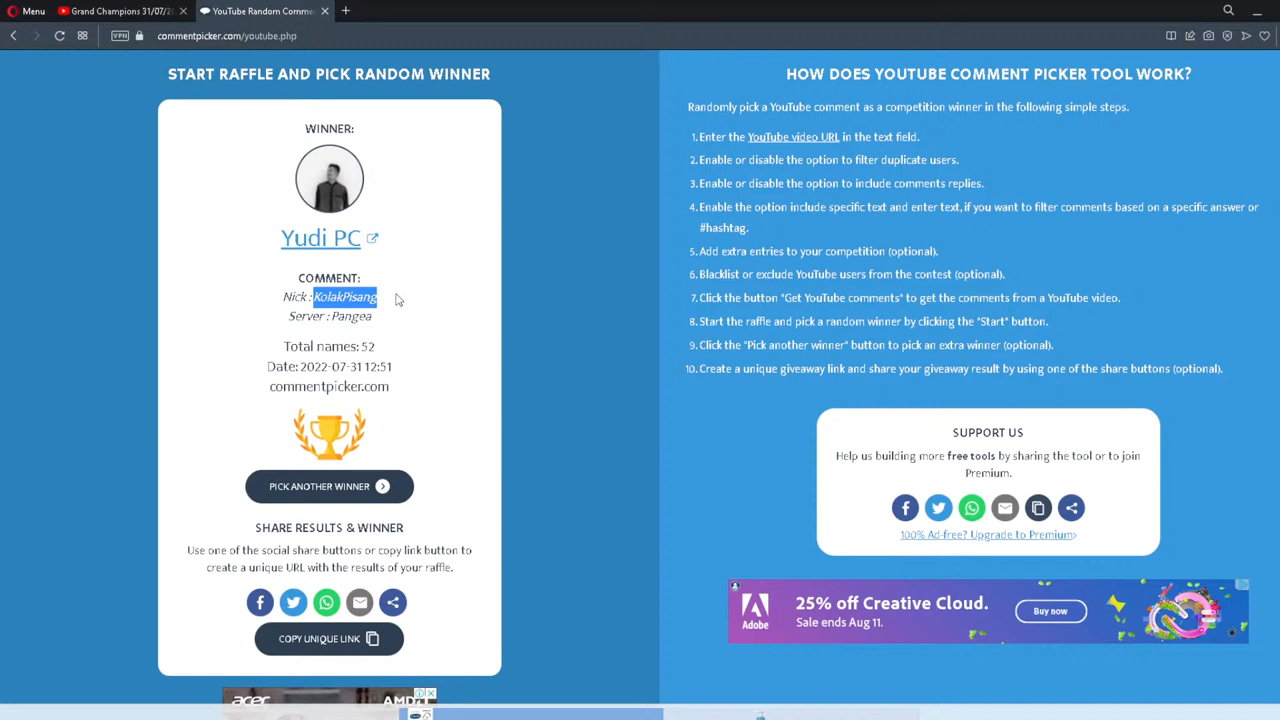 Menu
Grand Champions 31/07/2
YouTube Random Comme
VPN
commentpicker.com/youtube.php
START RAFFLE AND PICK RANDOM WINNER
WINNER:
Yudi PC
COMMENT:
Nick : KolakPisang
Server : Pangea
Total names: 52
Date: 2022-07-31 12:51
commentpicker.com
PICK ANOTHER WINNER
SHARE RESULTS & WINNER
Use one of the social share buttons or copy link button to
create a unique URL with the results of your raffle.
COPY UNIQUE LINK
acer
AMD
HOW DOES YOUTUBE COMMENT PICKER TOOL WORK?
Randomly pick a YouTube comment as a competition winner in the following simple steps.
1. Enter the YouTube video URL in the text field.
2. Enable or disable the option to filter duplicate users.
3. Enable or disable the option to include comments replies.
4. Enable the option include specific text and enter text, if you want to filter comments based on a specific answer or
#hashtag.
5. Add extra entries to your competition (optional).
6. Blacklist or exclude YouTube users from the contest (optional).
7. Click the button "Get YouTube comments" to get the comments from a YouTube video.
8. Start the raffle and pick a random winner by clicking the "Start" button.
9. Click the "Pick another winner" button to pick an extra winner (optional).
10. Create a unique giveaway link and share your giveaway result by using one of the share buttons (optional).
SUPPORT US
Help us building more free tools by sharing the tool or to join
Premium.
100% Ad-free? Upgrade to Premium
Adobe
25% off Creative Cloud.
Sale ends Aug 11.
Buy now